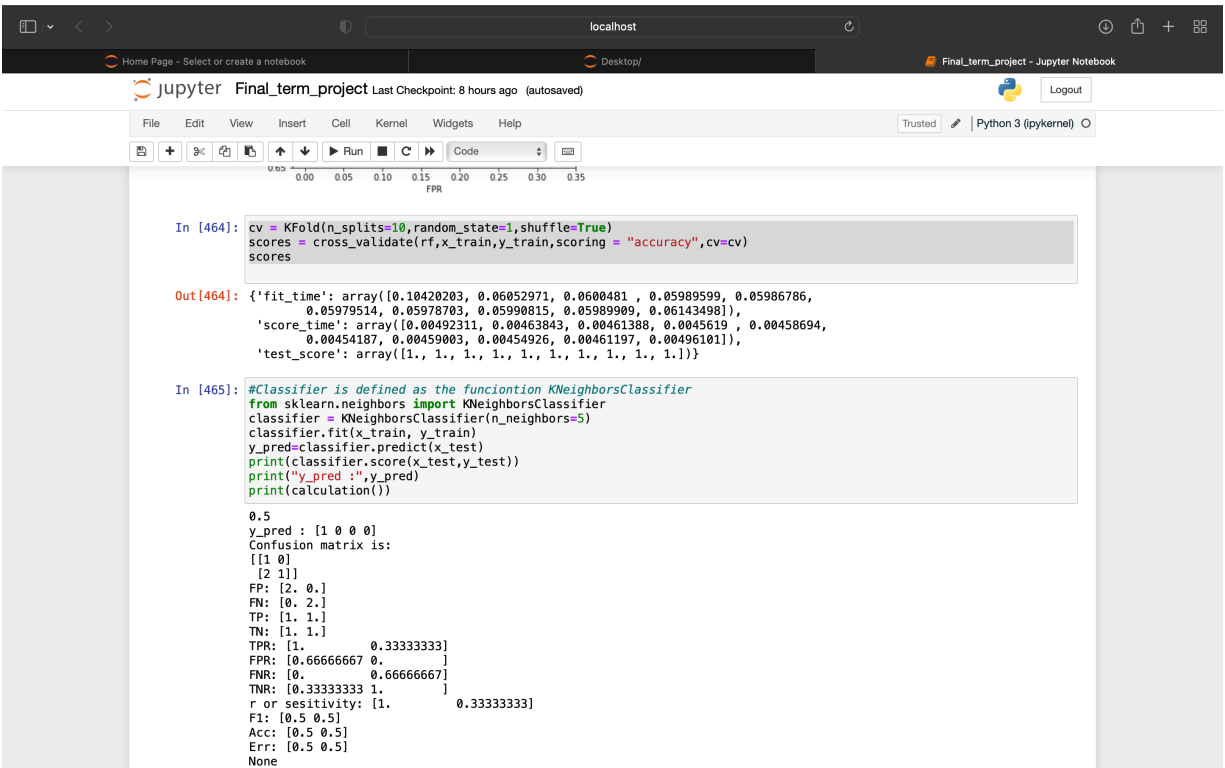 localhost
Home Page - Select or create a notebook
Desktop/
Final_term_project - Jupyter Notebook
jupyter Final_term_project Last Checkpoint: 8 hours ago (autosaved)
Logout
File Edit View Insert Cell Kernel Widgets Help
Trusted Python 3 (ipykernel)
Run Code
0.65
0.00 0.05 0.10 0.15 0.20 0.25 0.30 0.35
FPR
In [464]: cv = KFold(n_splits=10,random_state=1,shuffle=True)
scores = cross_validate(rf,x_train,y_train,scoring = "accuracy",cv=cv)
scores
Out[464]: {'fit_time': array([0.10420203, 0.06052971, 0.0600481 , 0.05989599, 0.05986786,
0.05979514, 0.05978703, 0.05990815, 0.05989909, 0.06143498]),
'score_time': array([0.00492311, 0.00463843, 0.00461388, 0.0045619 , 0.00458694,
0.00454187, 0.00459003, 0.00454926, 0.00461197, 0.00496101]),
'test_score': array([1., 1., 1., 1., 1., 1., 1., 1., 1., 1.])}
In [465]: #Classifier is defined as the funciontion KNeighborsClassifier
from sklearn.neighbors import KNeighborsClassifier
classifier = KNeighborsClassifier(n_neighbors=5)
classifier.fit(x_train, y_train)
y_pred=classifier.predict(x_test)
print(classifier.score(x_test,y_test))
print("y_pred :",y_pred)
print(calculation())
0.5
y_pred : [1 0 0 0]
Confusion matrix is:
[[1 0]
[2 1]]
FP: [2. 0.]
FN: [0. 2.]
TP: [1. 1.]
TN: [1. 1.]
TPR: [1. 0.33333333]
FPR: [0.66666667 0. ]
FNR: [0. 0.66666667]
TNR: [0.33333333 1. ]
r or sesitivity: [1. 0.33333333]
F1: [0.5 0.5]
Acc: [0.5 0.5]
Err: [0.5 0.5]
None